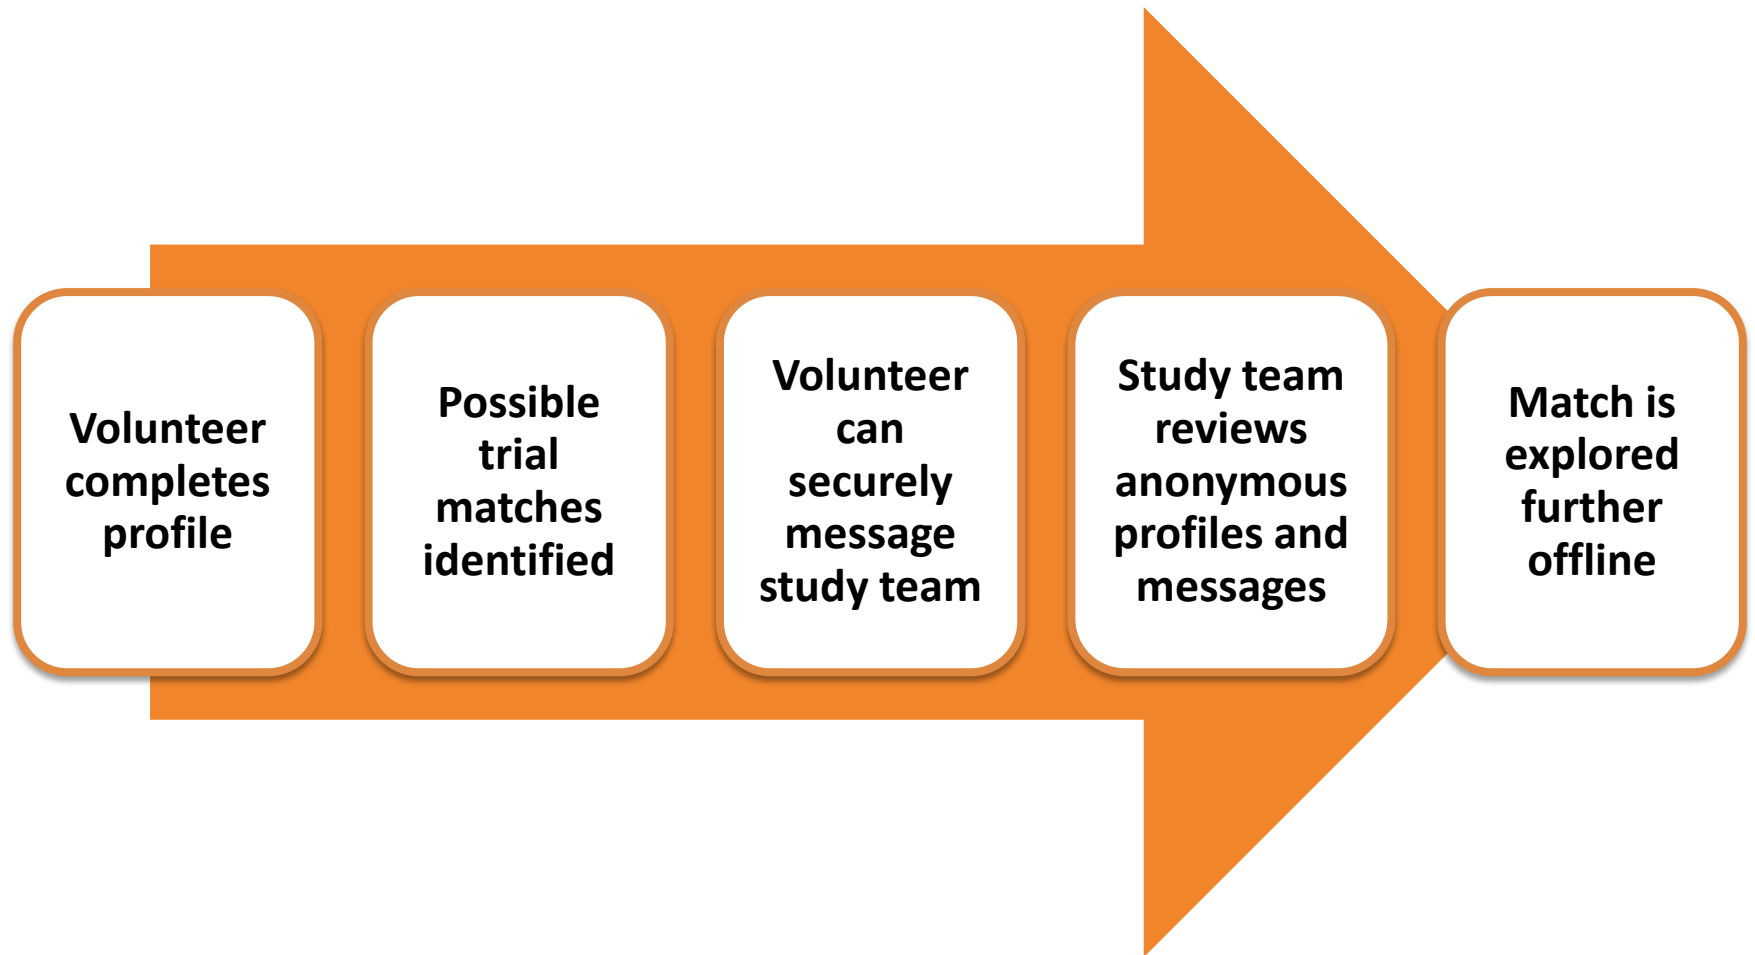 Volunteer
completes
profile
Possible
trial
matches
identified
Volunteer
can
securely
message
study team
Study team
reviews
anonymous
profiles and
messages
Match is
explored
further
offline